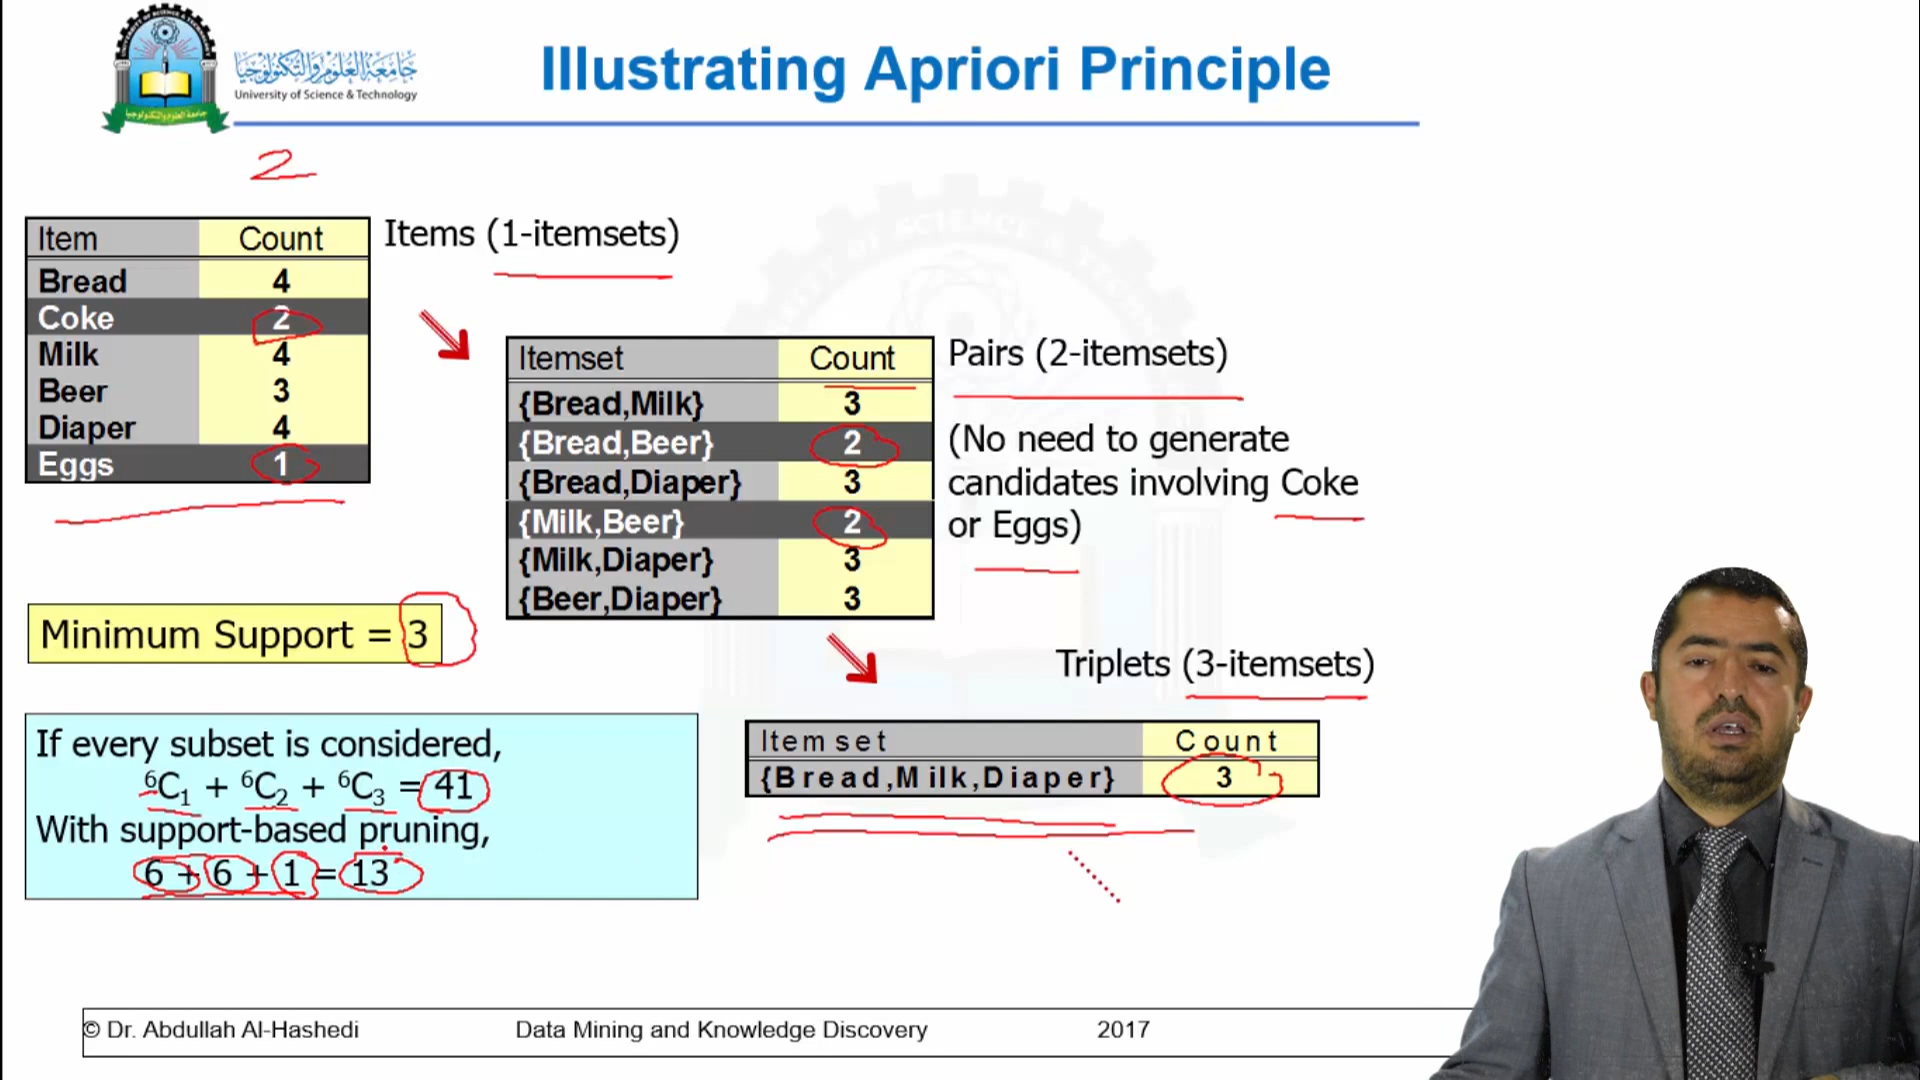 جامعة العلوم والتكنولوجيا
University of Science & Technology
Illustrating Apriori Principle
2
Item Count
Bread 4
Coke 2
Milk 4
Beer 3
Diaper 4
Eggs 1
Items (1-itemsets)
Itemset Count
{Bread,Milk} 3
{Bread,Beer} 2
{Bread,Diaper} 3
{Milk,Beer} 2
{Milk,Diaper} 3
{Beer,Diaper} 3
Pairs (2-itemsets)
(No need to generate
candidates involving Coke
or Eggs)
Minimum Support = 3
Triplets (3-itemsets)
Itemset Count
{Bread,Milk,Diaper} 3
If every subset is considered,
⁶C₁ + ⁶C₂ + ⁶C₃ = 41
With support-based pruning,
6 + 6 + 1 = 13
© Dr. Abdullah Al-Hashedi Data Mining and Knowledge Discovery 2017